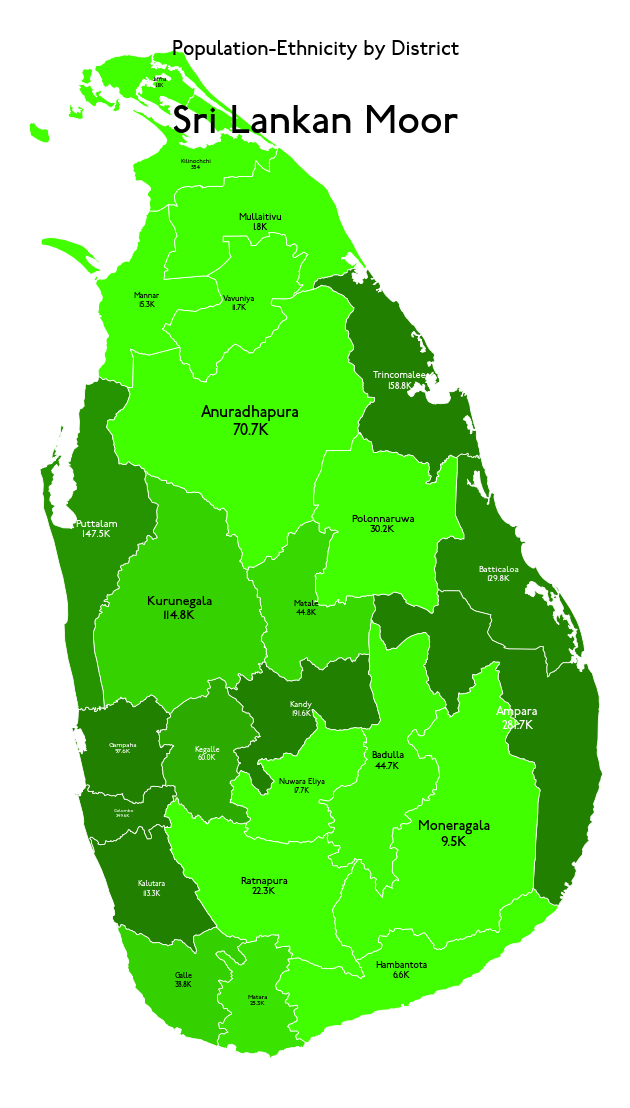 Population-Ethnicity by District
Sri Lankan Moor
Jaffna
Kilinochchi
354
Mullaitivu
1.8K
Mannar
15.3K
Vavuniya
11.7K
Trincomalee
158.8K
Anuradhapura
70.7K
Puttalam
147.5K
Polonnaruwa
30.2K
Batticaloa
129.8K
Kurunegala
114.8K
Matale
44.8K
Kandy
191.6K
Ampara
281.7K
Gampaha
97.6K
Kegalle
60.0K
Badulla
44.7K
Nuwara Eliya
17.7K
Colombo
Moneragala
9.5K
Kalutara
113.3K
Ratnapura
22.3K
Hambantota
6.6K
Galle
38.8K
Matara
25.3K